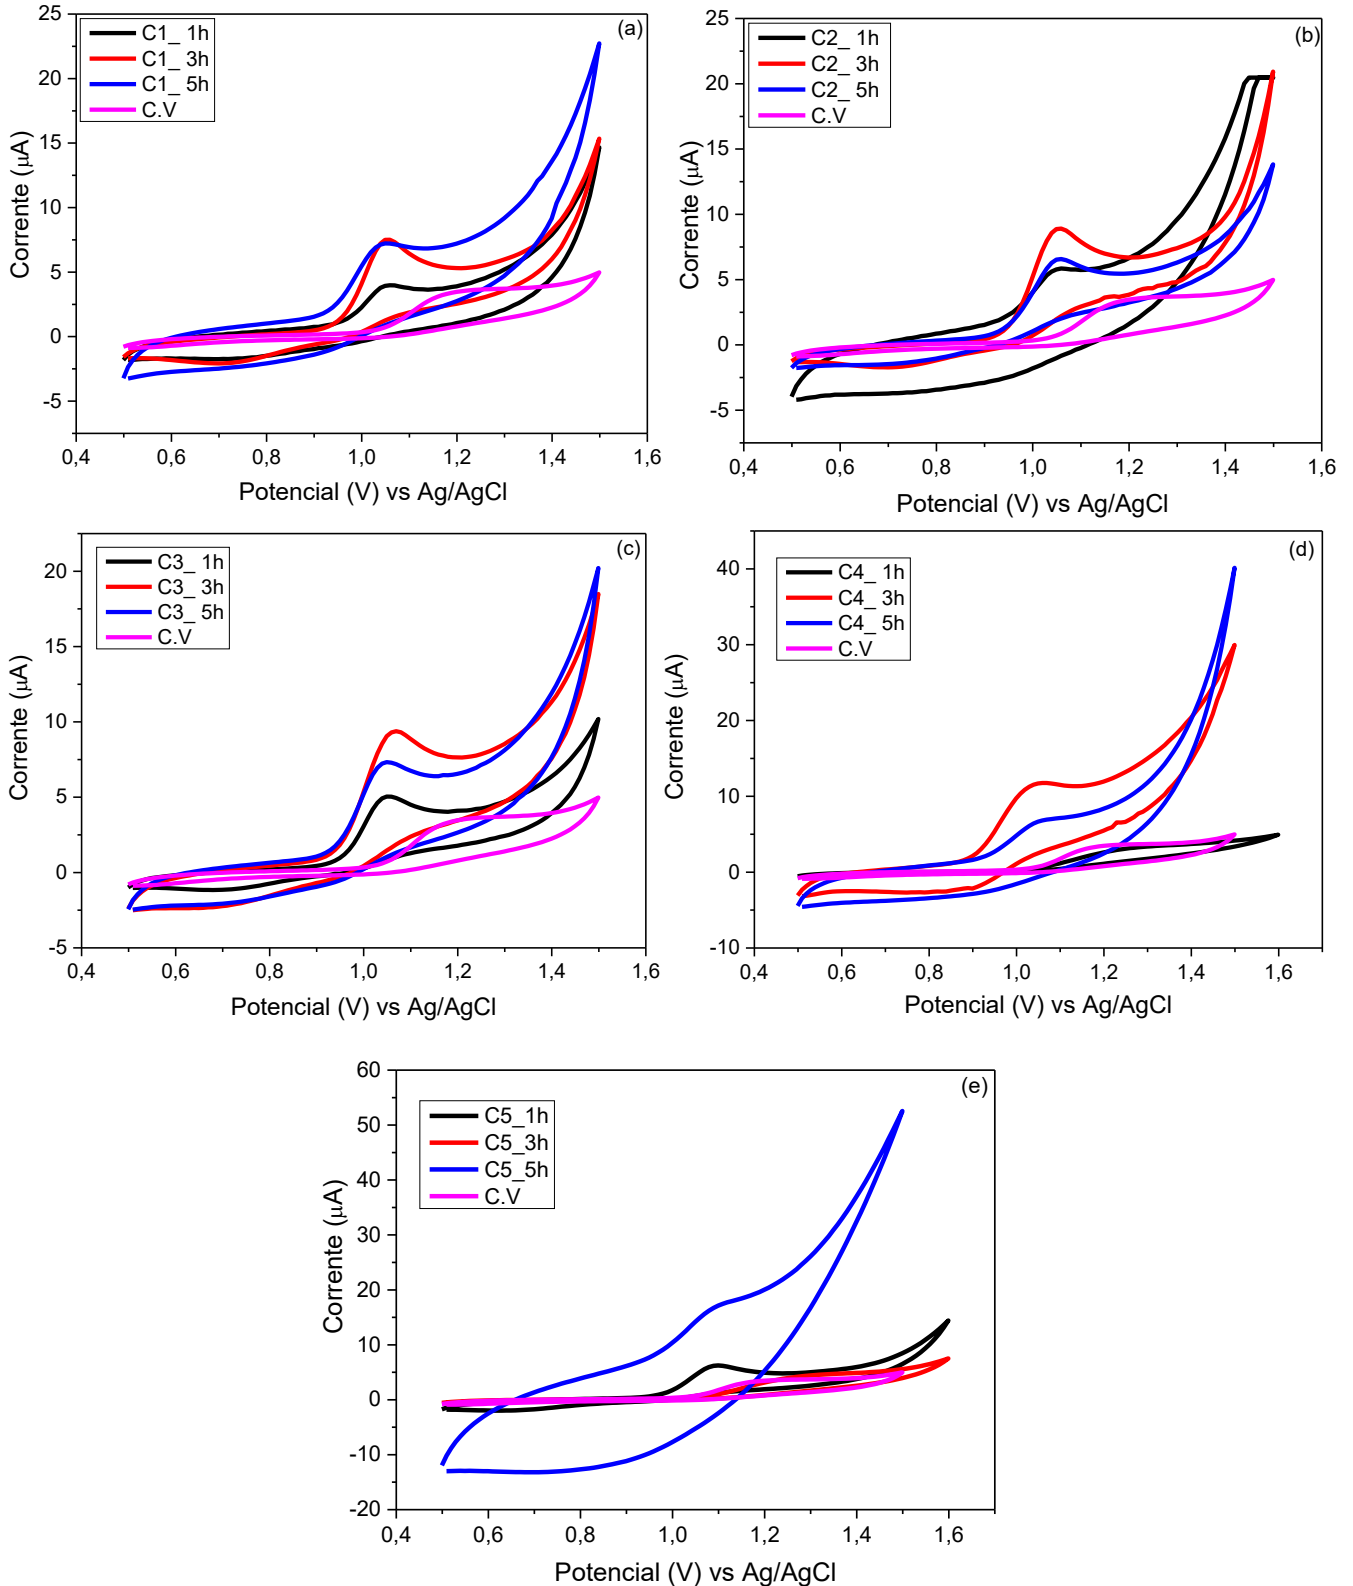 (a)
C1_ 1h
C1_ 3h
C1_ 5h
C.V
25
20
15
10
5
0
-5
0,4 0,6 0,8 1,0 1,2 1,4 1,6
Corrente (μA)
Potencial (V) vs Ag/AgCl
(b)
C2_ 1h
C2_ 3h
C2_ 5h
C.V
25
20
15
10
5
0
-5
0,4 0,6 0,8 1,0 1,2 1,4 1,6
Corrente (μA)
Potencial (V) vs Ag/AgCl
(c)
C3_ 1h
C3_ 3h
C3_ 5h
C.V
20
15
10
5
0
-5
0,4 0,6 0,8 1,0 1,2 1,4 1,6
Corrente (μA)
Potencial (V) vs Ag/AgCl
(d)
C4_ 1h
C4_ 3h
C4_ 5h
C.V
40
30
20
10
0
-10
0,4 0,6 0,8 1,0 1,2 1,4 1,6
Corrente (μA)
Potencial (V) vs Ag/AgCl
(e)
C5_1h
C5_3h
C5_5h
C.V
60
50
40
30
20
10
0
-10
-20
0,4 0,6 0,8 1,0 1,2 1,4 1,6
Corrente (μA)
Potencial (V) vs Ag/AgCl